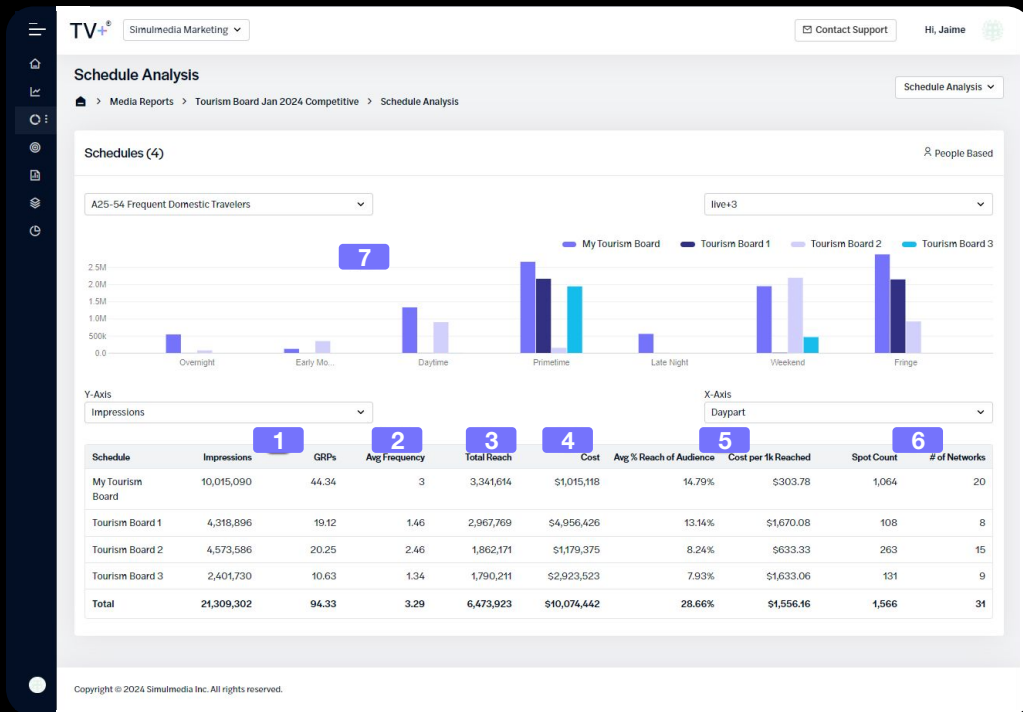 TV+®
Simulmedia Marketing
Contact Support
Hi, Jaime
Schedule Analysis
Schedule Analysis
> Media Reports > Tourism Board Jan 2024 Competitive > Schedule Analysis
Schedules (4)
People Based
A25-54 Frequent Domestic Travelers
live+3
7
My Tourism Board
Tourism Board 1
Tourism Board 2
Tourism Board 3
2.5M
2.0M
1.5M
1.0M
500k
0.0
Overnight
Early Mo...
Daytime
Primetime
Late Night
Weekend
Fringe
Y-Axis
X-Axis
Impressions
Daypart
1 2 3 4 5 6
Schedule Impressions GRPs Avg Frequency Total Reach Cost Avg % Reach of Audience Cost per 1k Reached Spot Count # of Networks
My Tourism
Board
10,015,090 44.34 3 3,341,614 $1,015,118 14.79% $303.78 1,064 20
Tourism Board 1 4,318,896 19.12 1.46 2,967,769 $4,956,426 13.14% $1,670.08 108 8
Tourism Board 2 4,573,586 20.25 2.46 1,862,171 $1,179,375 8.24% $633.33 263 15
Tourism Board 3 2,401,730 10.63 1.34 1,790,211 $2,923,523 7.93% $1,633.06 131 9
Total 21,309,302 94.33 3.29 6,473,923 $10,074,442 28.66% $1,556.16 1,566 31
Copyright © 2024 Simulmedia Inc. All rights reserved.